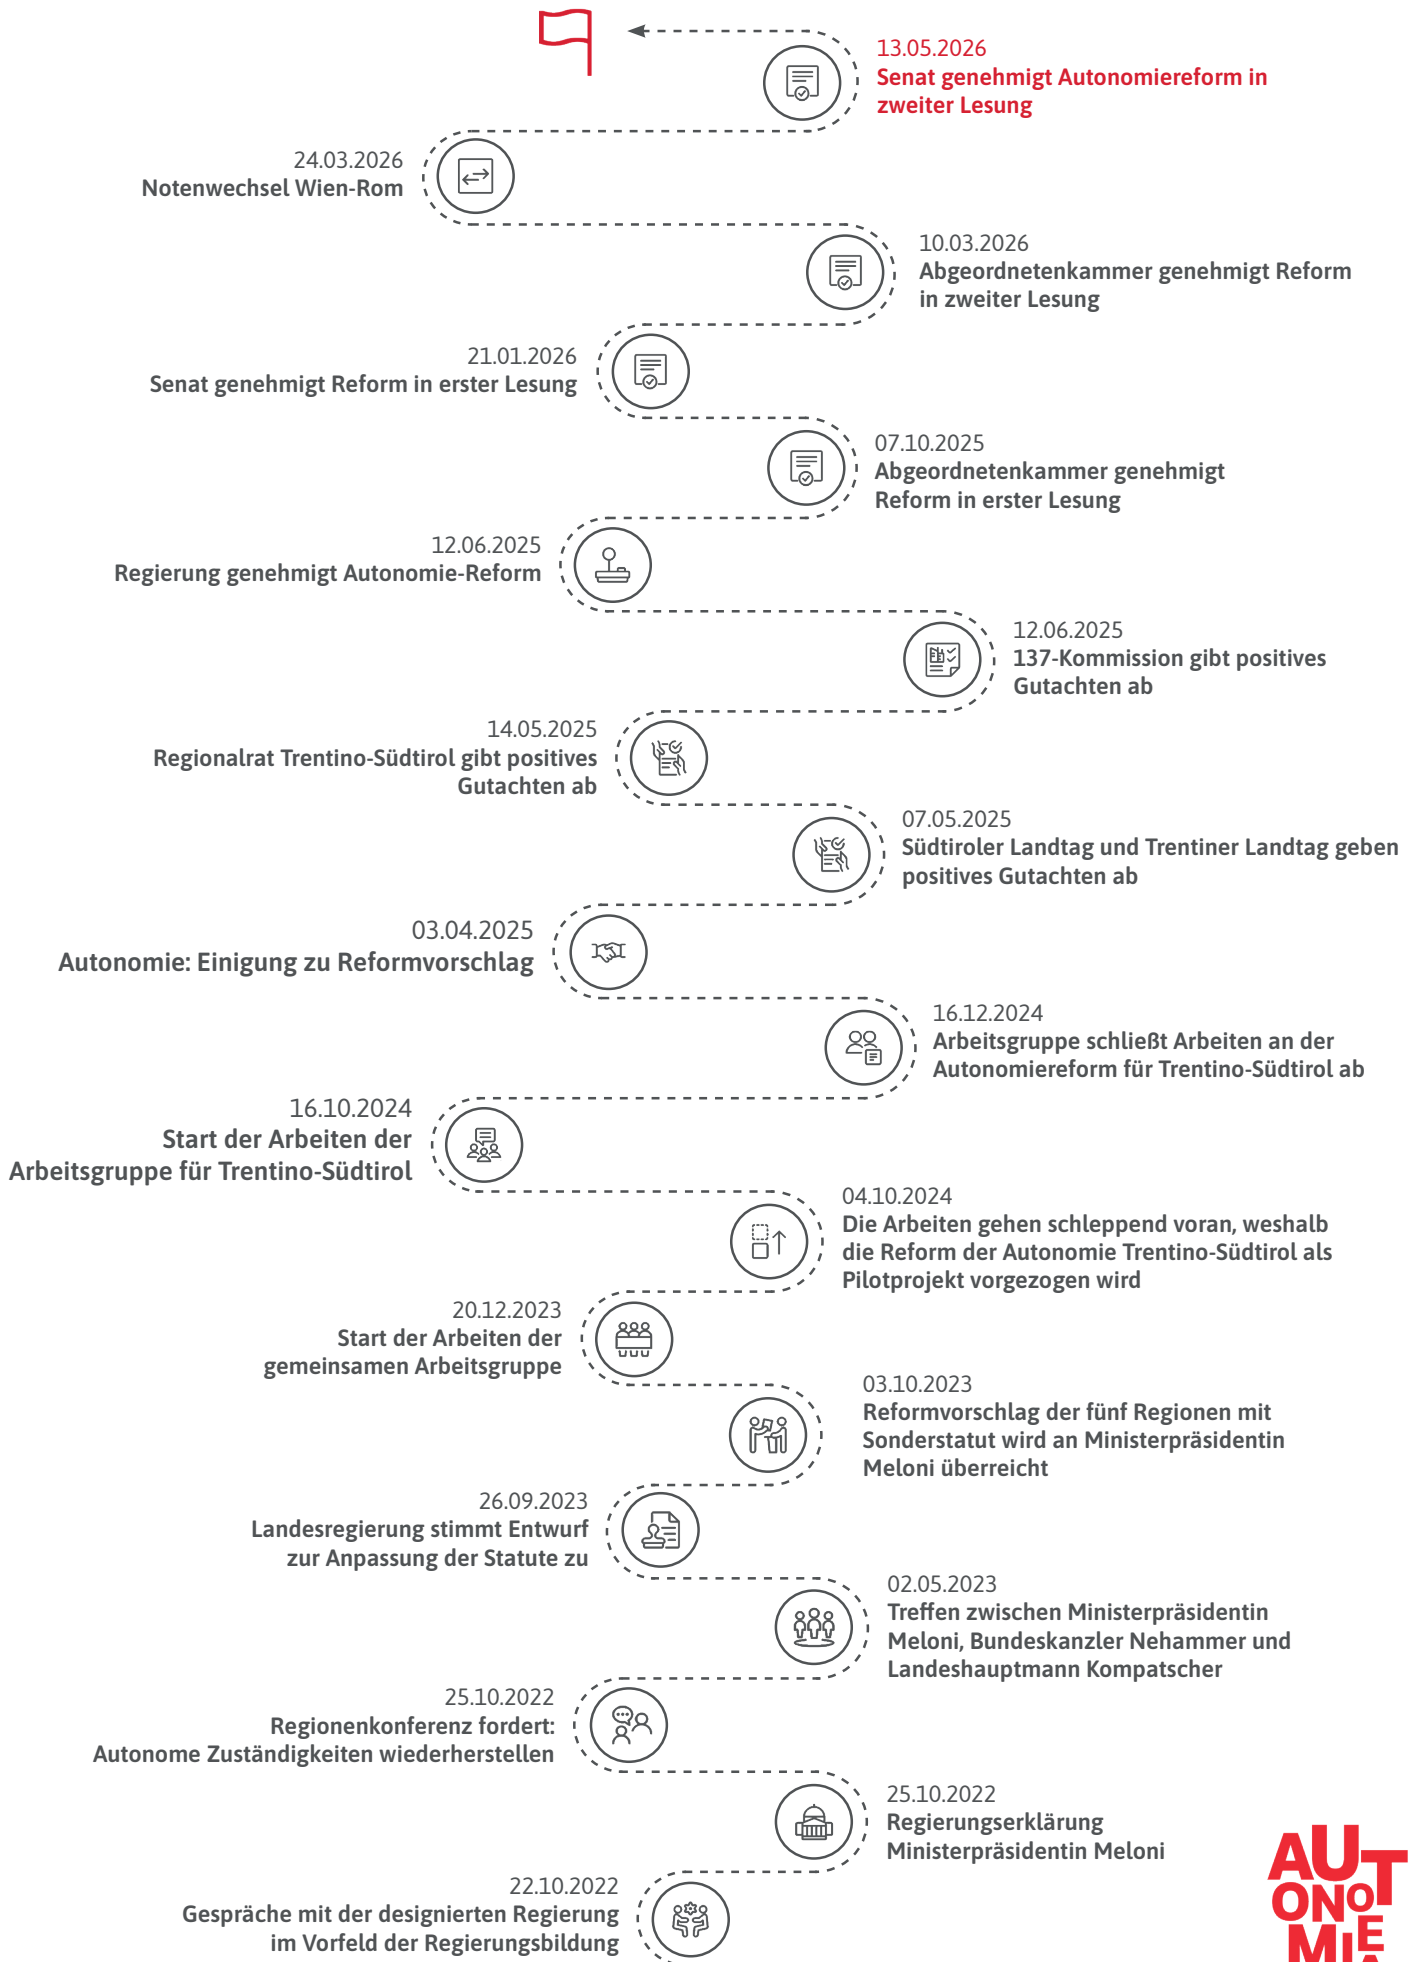 13.05.2026
Senat genehmigt Autonomiereform in
zweiter Lesung
24.03.2026
Notenwechsel Wien-Rom
10.03.2026
Abgeordnetenkammer genehmigt Reform
in zweiter Lesung
21.01.2026
Senat genehmigt Reform in erster Lesung
07.10.2025
Abgeordnetenkammer genehmigt
Reform in erster Lesung
12.06.2025
Regierung genehmigt Autonomie-Reform
12.06.2025
137-Kommission gibt positives
Gutachten ab
14.05.2025
Regionalrat Trentino-Südtirol gibt positives
Gutachten ab
07.05.2025
Südtiroler Landtag und Trentiner Landtag geben
positives Gutachten ab
03.04.2025
Autonomie: Einigung zu Reformvorschlag
16.12.2024
Arbeitsgruppe schließt Arbeiten an der
Autonomiereform für Trentino-Südtirol ab
16.10.2024
Start der Arbeiten der
Arbeitsgruppe für Trentino-Südtirol
04.10.2024
Die Arbeiten gehen schleppend voran, weshalb
die Reform der Autonomie Trentino-Südtirol als
Pilotprojekt vorgezogen wird
20.12.2023
Start der Arbeiten der
gemeinsamen Arbeitsgruppe
03.10.2023
Reformvorschlag der fünf Regionen mit
Sonderstatut wird an Ministerpräsidentin
Meloni überreicht
26.09.2023
Landesregierung stimmt Entwurf
zur Anpassung der Statute zu
02.05.2023
Treffen zwischen Ministerpräsidentin
Meloni, Bundeskanzler Nehammer und
Landeshauptmann Kompatscher
25.10.2022
Regionenkonferenz fordert:
Autonome Zuständigkeiten wiederherstellen
25.10.2022
Regierungserklärung
Ministerpräsidentin Meloni
22.10.2022
Gespräche mit der designierten Regierung
im Vorfeld der Regierungsbildung
AUT
ONO
MIE